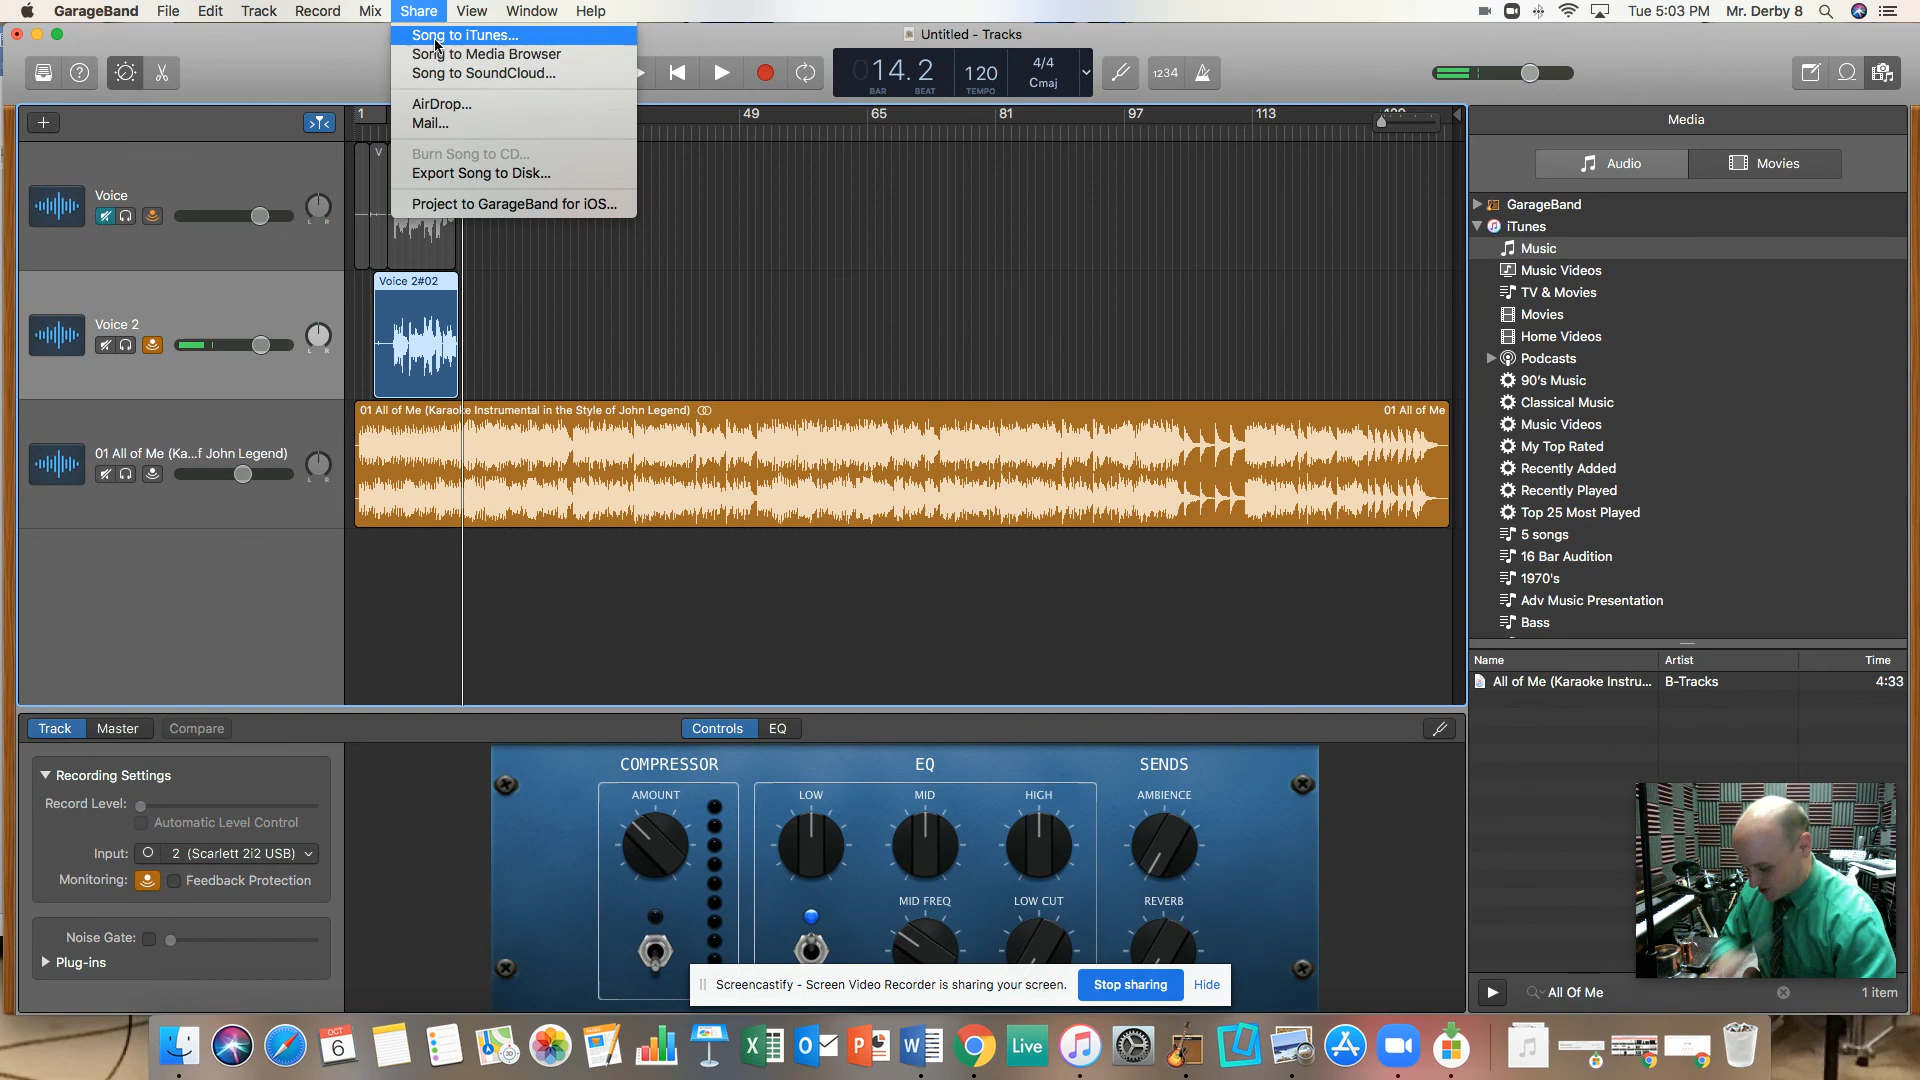 GarageBand File Edit Track Record Mix Share View Window Help
Tue 5:03 PM Mr. Derby 8
Untitled - Tracks
Song to iTunes...
Song to Media Browser
Song to SoundCloud...
AirDrop...
Mail...
Burn Song to CD...
Export Song to Disk...
Project to GarageBand for iOS...
014.2 120 4/4
Cmaj
BAR BEAT TEMPO
1234
1 49 65 81 97 113 129
Voice
V
L R
Voice 2
L R
Voice 2#02
01 All of Me (Ka...f John Legend)
L R
01 All of Me (Karaoke Instrumental in the Style of John Legend)
01 All of Me
Media
Audio Movies
GarageBand
iTunes
Music
Music Videos
TV & Movies
Movies
Home Videos
Podcasts
90's Music
Classical Music
Music Videos
My Top Rated
Recently Added
Recently Played
Top 25 Most Played
5 songs
16 Bar Audition
1970's
Adv Music Presentation
Bass
Name Artist Time
All of Me (Karaoke Instru... B-Tracks 4:33
All Of Me 1 item
Track Master Compare Controls EQ
Recording Settings
Record Level:
Automatic Level Control
Input: 2 (Scarlett 2i2 USB)
Monitoring: Feedback Protection
Noise Gate:
Plug-ins
COMPRESSOR EQ SENDS
AMOUNT LOW MID HIGH AMBIENCE
MID FREQ LOW CUT REVERB
Screencastify - Screen Video Recorder is sharing your screen. Stop sharing Hide
OCT
6
Live